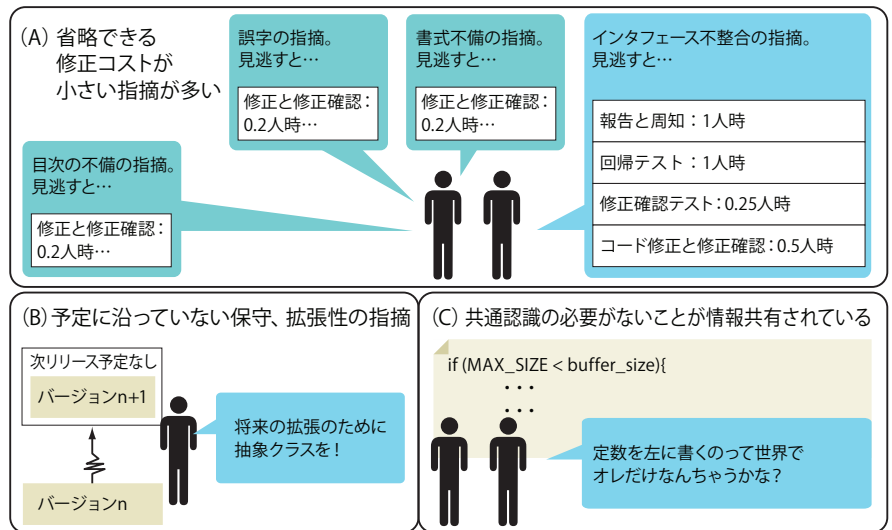 (A) 省略できる
修正コストが
小さい指摘が多い
誤字の指摘。
見逃すと…
修正と修正確認：
0.2人時…
書式不備の指摘。
見逃すと…
修正と修正確認：
0.2人時…
インタフェース不整合の指摘。
見逃すと…
報告と周知：1人時
回帰テスト：1人時
修正確認テスト：0.25人時
コード修正と修正確認：0.5人時
目次の不備の指摘。
見逃すと…
修正と修正確認：
0.2人時…
(B) 予定に沿っていない保守、拡張性の指摘
次リリース予定なし
バージョンn+1
将来の拡張のために
抽象クラスを！
バージョンn
(C) 共通認識の必要がないことが情報共有されている
if (MAX_SIZE < buffer_size){
・・・
・・・
定数を左に書くのって世界で
オレだけなんちゃうかな？